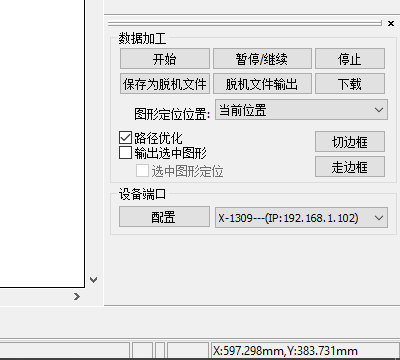 数据加工
开始 暂停/继续 停止
保存为脱机文件 脱机文件输出 下载
图形定位位置: 当前位置
路径优化 切边框
输出选中图形
选中图形定位 走边框
设备端口
配置 X-1309---(IP:192.168.1.102)
X:597.298mm,Y:383.731mm